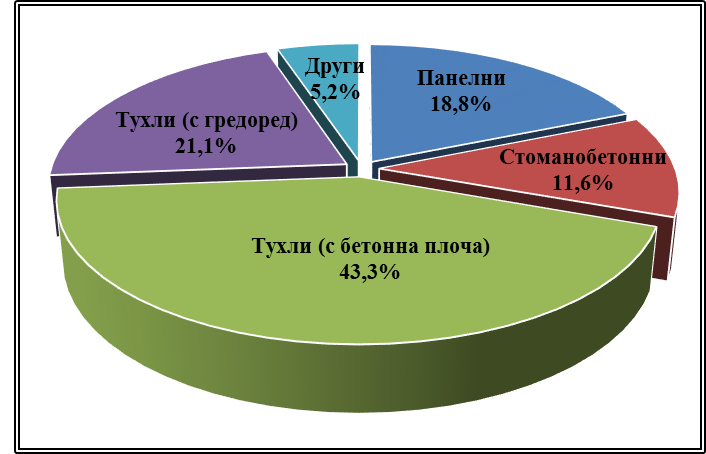 Други
5,2%
Панелни
18,8%
Тухли (с гредоред)
21,1%
Стоманобетонни
11,6%
Тухли (с бетонна плоча)
43,3%